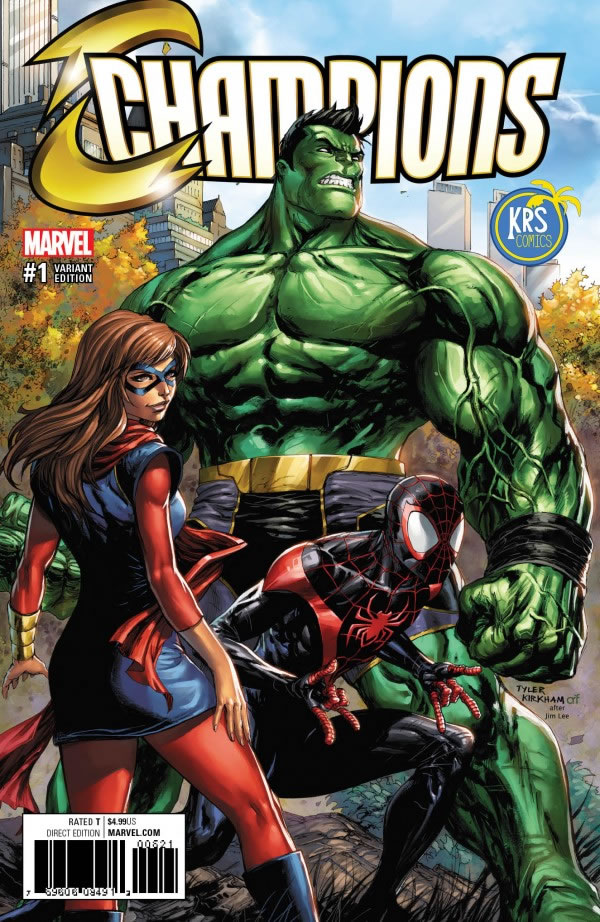 CHAMPIONS
KRS
COMICS
MARVEL
#1 VARIANT
EDITION
TYLER
KIRKHAM
after
Jim Lee
RATED T $4.99US
DIRECT EDITION MARVEL.COM
00621